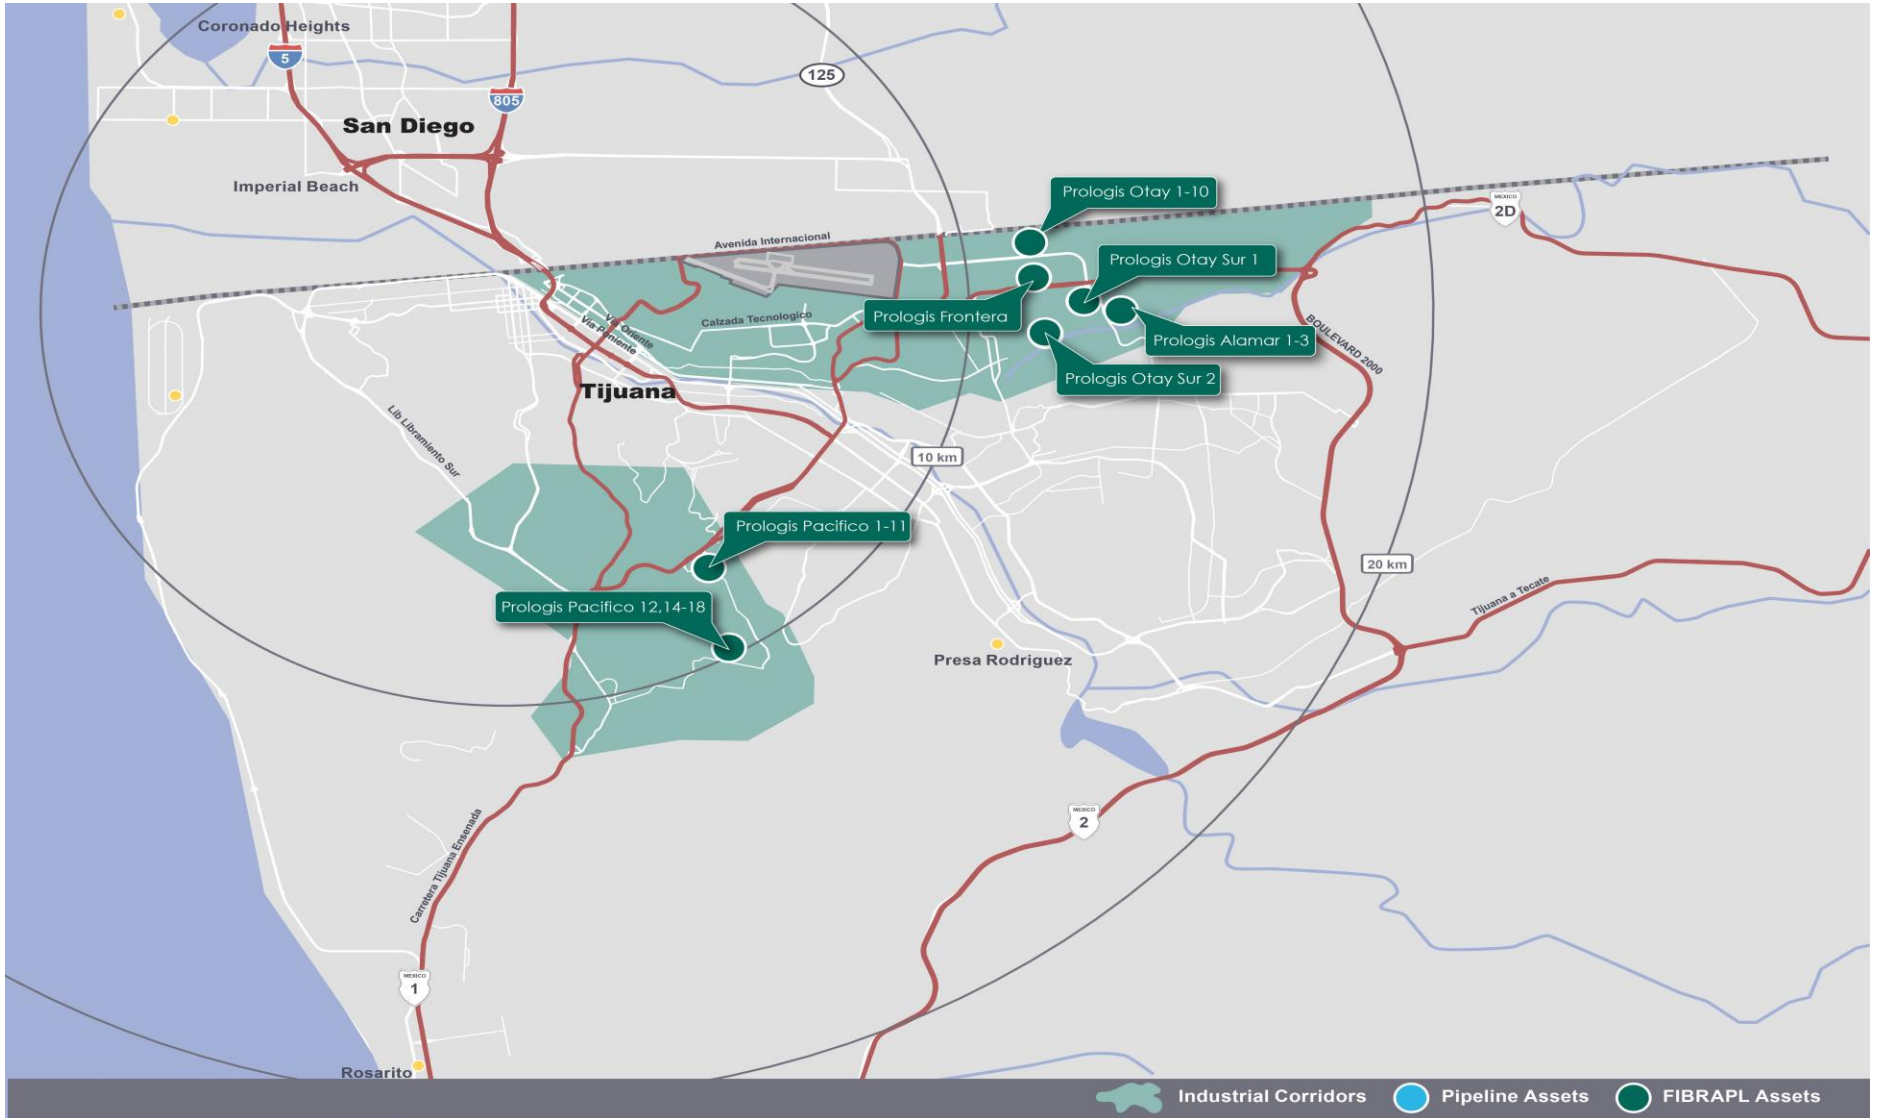 Coronado Heights
5
805
125
San Diego
Imperial Beach
Prologis Otay 1-10
MEXICO
2D
Avenida Internacional
Prologis Otay Sur 1
Prologis Frontera
Calzada Tecnologico
Via Oriente
Via Poniente
Prologis Alamar 1-3
BOULEVARD 2000
Prologis Otay Sur 2
Tijuana
Lib Libramiento Sur
10 km
Prologis Pacifico 1-11
20 km
Prologis Pacifico 12,14-18
Tijuana a Tecate
Presa Rodriguez
MEXICO
2
Carretera Tijuana Ensenada
MEXICO
1
Rosarito
Industrial Corridors
Pipeline Assets
FIBRAPL Assets